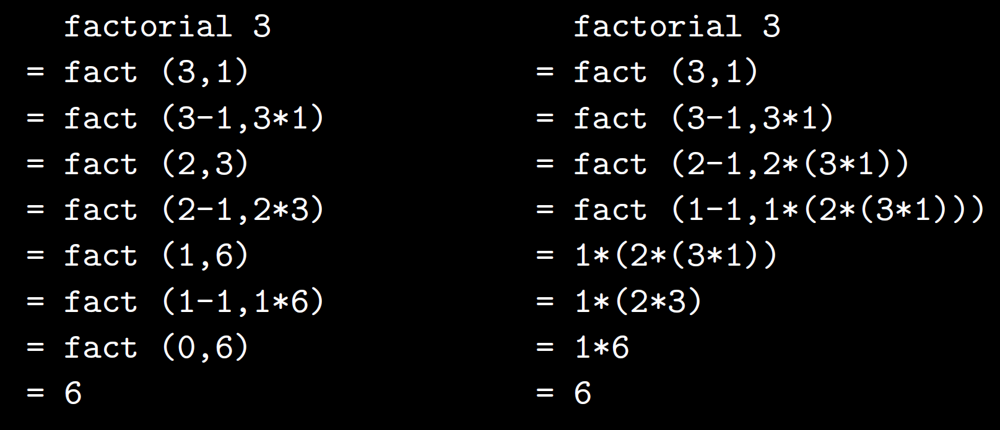 factorial 3
= fact (3,1)
= fact (3-1,3*1)
= fact (2,3)
= fact (2-1,2*3)
= fact (1,6)
= fact (1-1,1*6)
= fact (0,6)
= 6
factorial 3
= fact (3,1)
= fact (3-1,3*1)
= fact (2-1,2*(3*1))
= fact (1-1,1*(2*(3*1)))
= 1*(2*(3*1))
= 1*(2*3)
= 1*6
= 6